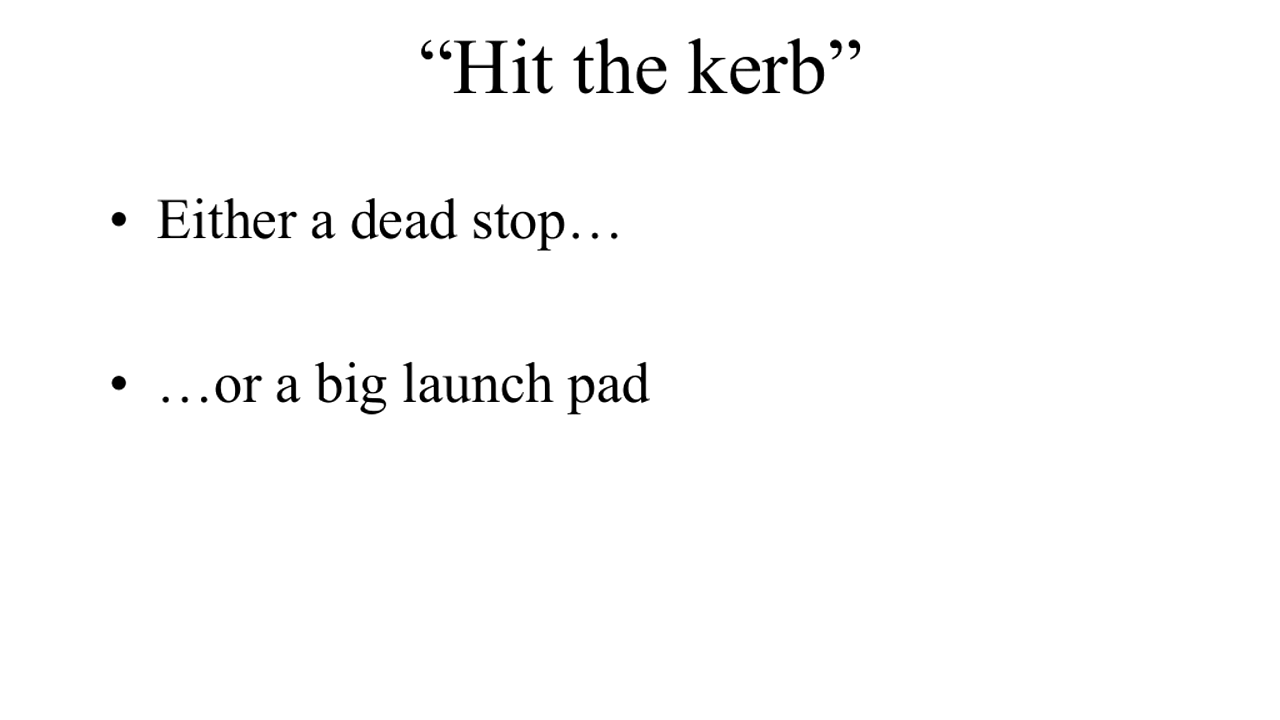 “Hit the kerb”
• Either a dead stop…
• …or a big launch pad